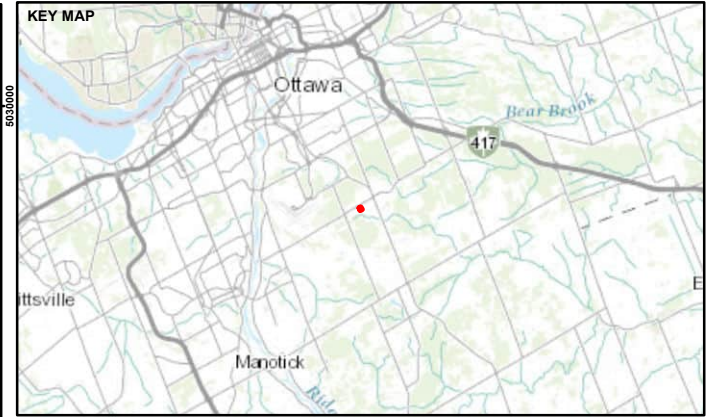 KEY MAP
5030000
Ottawa
Bear Brook
417
ittsville
E
Manotick
Ride